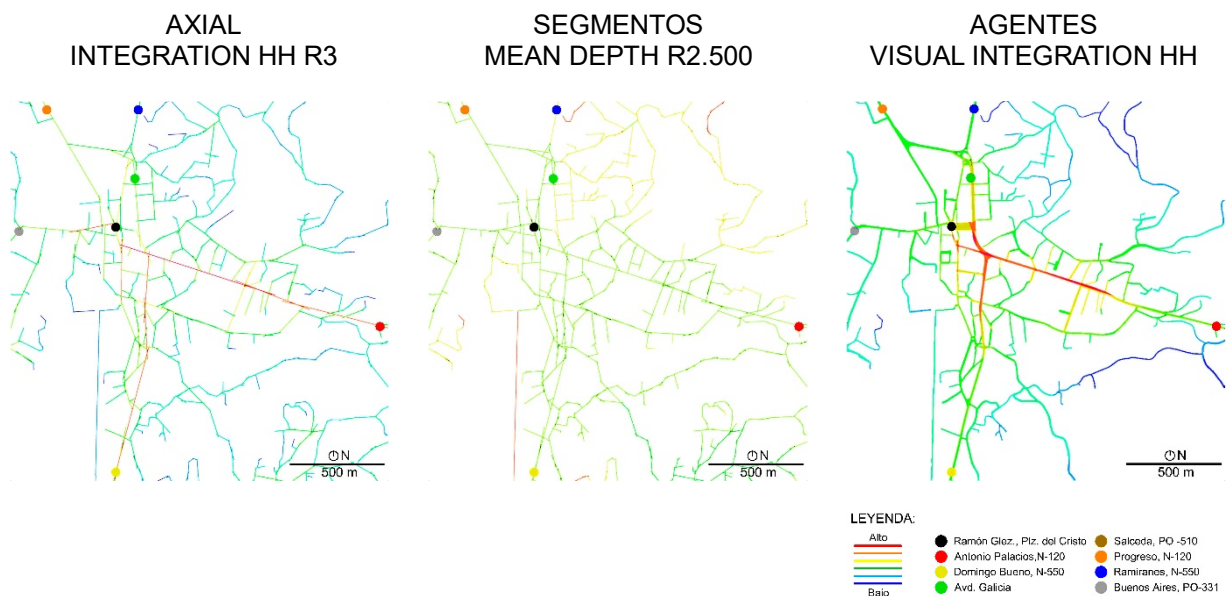 AXIAL
INTEGRATION HH R3
SEGMENTOS
MEAN DEPTH R2.500
AGENTES
VISUAL INTEGRATION HH
N
500 m
N
500 m
N
500 m
LEYENDA:
Alto
Bajo
Ramón Glez., Plz. del Cristo
Antonio Palacios,N-120
Domingo Bueno, N-550
Avd. Galicia
Salceda, PO -510
Progreso, N-120
Ramiranes, N-550
Buenos Aires, PO-331